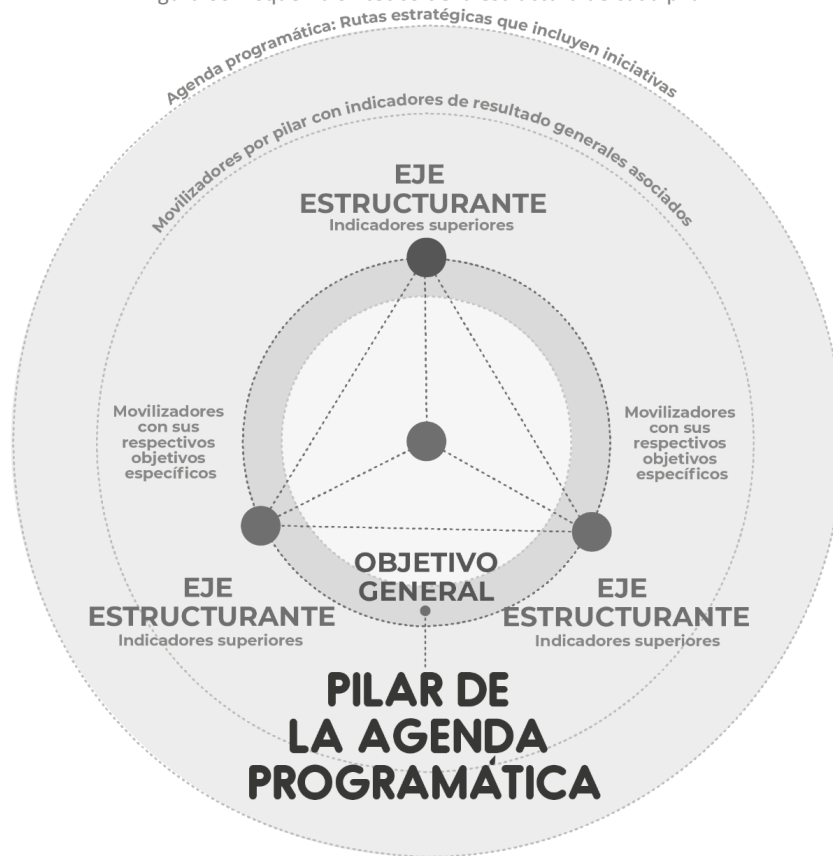 Agenda programática: Rutas estratégicas que incluyen iniciativas
Movilizadores por pilar con indicadores de resultado generales asociados
EJE
ESTRUCTURANTE
Indicadores superiores
Movilizadores
con sus
respectivos
objetivos
específicos
Movilizadores
con sus
respectivos
objetivos
específicos
OBJETIVO
GENERAL
EJE
ESTRUCTURANTE
Indicadores superiores
EJE
ESTRUCTURANTE
Indicadores superiores
PILAR DE
LA AGENDA
PROGRAMÁTICA